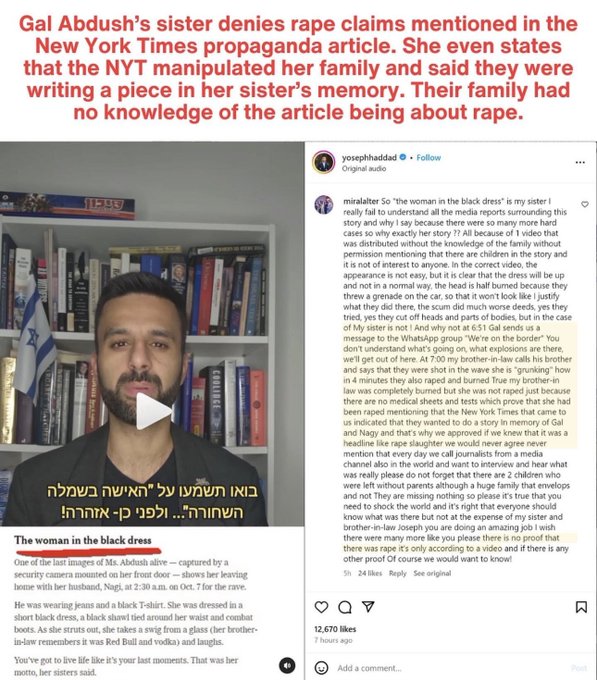 Gal Abdush's sister denies rape claims mentioned in the
New York Times propaganda article. She even states
that the NYT manipulated her family and said they were
writing a piece in her sister's memory. Their family had
no knowledge of the article being about rape.
בואו תשמעו על "האישה בשמלה
השחורה"... ולפני כן- אזהרה!
The woman in the black dress
One of the last images of Ms. Abdush alive — captured by a
security camera mounted on her front door — shows her leaving
home with her husband, Nagi, at 2:30 a.m. on Oct. 7 for the rave.
He was wearing jeans and a black T-shirt. She was dressed in a
short black dress, a black shawl tied around her waist and combat
boots. As she struts out, she takes a swig from a glass (her brother-
in-law remembers it was Red Bull and vodka) and laughs.
You've got to live life like it's your last moments. That was her
motto, her sisters said.
yosephhaddad • Follow
Original audio
miralalter So "the woman in the black dress" is my sister I
really fail to understand all the media reports surrounding this
story and why I say because there were so many more hard
cases so why exactly her story ?? All because of 1 video that
was distributed without the knowledge of the family without
permission mentioning that there are children in the story and
it is not of interest to anyone. In the correct video, the
appearance is not easy, but it is clear that the dress will be up
and not in a normal way, the head is half burned because they
threw a grenade on the car, so that it won't look like I justify
what they did there, the scum did much worse deeds, yes they
tried, yes they cut off heads and parts of bodies, but in the case
of My sister is not ! And why not at 6:51 Gal sends us a
message to the WhatsApp group "We're on the border" You
don't understand what's going on, what explosions are there,
we'll get out of here. At 7:00 my brother-in-law calls his brother
and says that they were shot in the wave she is "grunking" how
in 4 minutes they also raped and burned True my brother-in
law was completely burned but she was not raped just because
there are no medical sheets and tests which prove that she had
been raped mentioning that the New York Times that came to
us indicated that they wanted to do a story In memory of Gal
and Nagy and that's why we approved if we knew that it was a
headline like rape slaughter we would never agree never
mention that every day we call journalists from a media
channel also in the world and want to interview and hear what
was really please do not forget that there are 2 children who
were left without parents although a huge family that envelops
and not They are missing nothing so please it's true that you
need to shock the world and it's right that everyone should
know what was there but not at the expense of my sister and
brother-in-law Joseph you are doing an amazing job I wish
there were many more like you please there is no proof that
there was rape it's only according to a video and if there is any
other proof Of course we would want to know!
5h 24 likes Reply See original
12,670 likes
7 hours ago
Add a comment...
Post